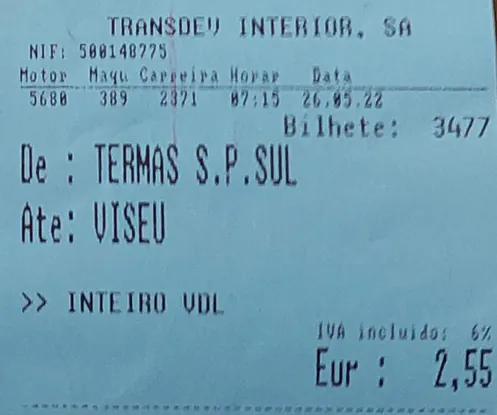 TRANSDEV INTERIOR, SA
NIF: 500148775
Motor Maqu Carreira Horar Data
5680 389 2371 07:15 26.05.22
Bilhete: 3477
De : TERMAS S.P.SUL
Ate: VISEU
>> INTEIRO VDL
IVA incluido: 6%
Eur : 2,55